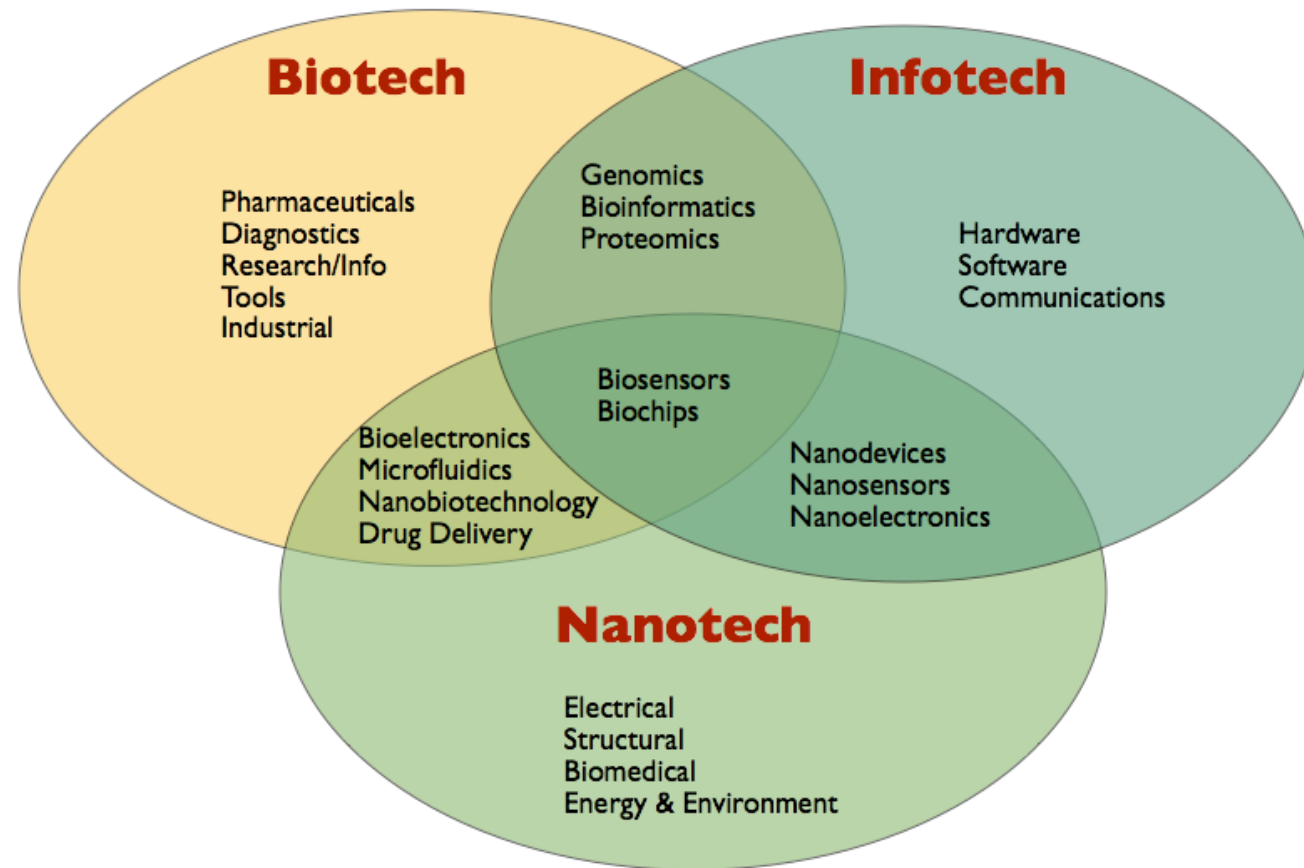 Biotech
Infotech
Pharmaceuticals
Diagnostics
Research/Info
Tools
Industrial
Genomics
Bioinformatics
Proteomics
Hardware
Software
Communications
Biosensors
Biochips
Bioelectronics
Microfluidics
Nanobiotechnology
Drug Delivery
Nanodevices
Nanosensors
Nanoelectronics
Nanotech
Electrical
Structural
Biomedical
Energy & Environment